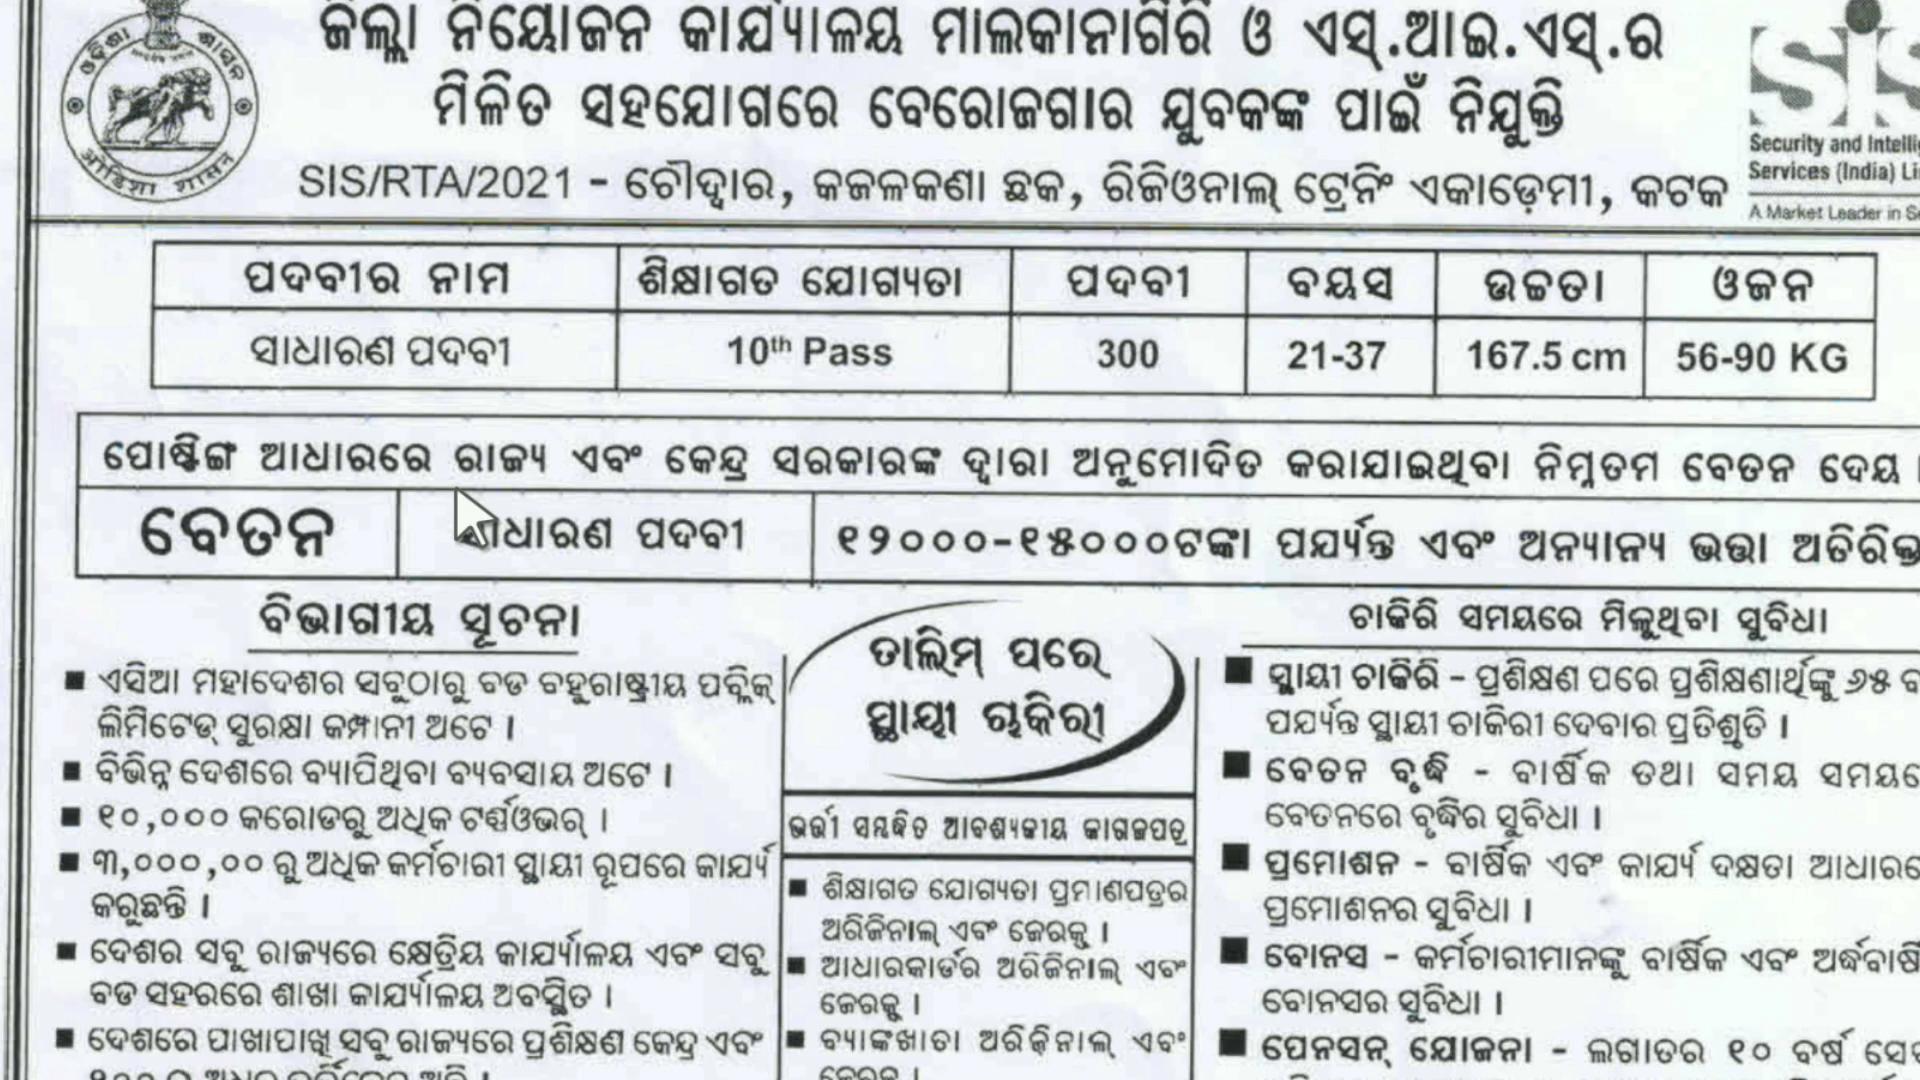 ଜିଲ୍ଲା ନିୟୋଜନ କାର୍ଯ୍ୟାଳୟ ମାଲକାନାଗିରି ଓ ଏସ୍.ଆଇ.ଏସ୍.ର
ମିଳିତ ସହଯୋଗରେ ବେରୋଜଗାର ଯୁବକଙ୍କ ପାଇଁ ନିଯୁକ୍ତି
SIS/RTA/2021 - ଚୌଦ୍ୱାର, କଜଳକଣା ଛକ, ରିଜିଓନାଲ୍ ଟ୍ରେନିଂ ଏକାଡ଼େମୀ, କଟକ
ଓଡ଼ିଶା ଶାସନ
ओडिशा शासन
SIS
Security and Intellig
Services (India) Li
A Market Leader in Se
ପଦବୀର ନାମ ଶିକ୍ଷାଗତ ଯୋଗ୍ୟତା ପଦବୀ ବୟସ ଉଚ୍ଚତା ଓଜନ
ସାଧାରଣ ପଦବୀ 10th Pass 300 21-37 167.5 cm 56-90 KG
ପୋଷ୍ଟିଙ୍ଗ ଆଧାରରେ ରାଜ୍ୟ ଏବଂ କେନ୍ଦ୍ର ସରକାରଙ୍କ ଦ୍ୱାରା ଅନୁମୋଦିତ କରାଯାଇଥିବା ନିମ୍ନତମ ବେତନ ଦେୟ ।
ବେତନ ସାଧାରଣ ପଦବୀ ୧୨୦୦୦-୧୫୦୦୦ଟଙ୍କା ପର୍ଯ୍ୟନ୍ତ ଏବଂ ଅନ୍ୟାନ୍ୟ ଭତ୍ତା ଅତିରିକ୍ତ
ବିଭାଗୀୟ ସୂଚନା
■ ଏସିଆ ମହାଦେଶର ସବୁଠାରୁ ବଡ ବହୁରାଷ୍ଟ୍ରୀୟ ପବ୍ଲିକ୍
ଲିମିଟେଡ୍ ସୁରକ୍ଷା କମ୍ପାନୀ ଅଟେ ।
■ ବିଭିନ୍ନ ଦେଶରେ ବ୍ୟାପିଥିବା ବ୍ୟବସାୟ ଅଟେ ।
■ ୧୦,୦୦୦ କରୋଡରୁ ଅଧିକ ଟର୍ଣ୍ଣଓଭର୍ ।
■ ୩,୦୦୦,୦୦ ରୁ ଅଧିକ କର୍ମଚାରୀ ସ୍ଥାୟୀ ରୂପରେ କାର୍ଯ୍ୟ
କରୁଛନ୍ତି ।
■ ଦେଶର ସବୁ ରାଜ୍ୟରେ କ୍ଷେତ୍ରିୟ କାର୍ଯ୍ୟାଳୟ ଏବଂ ସବୁ
ବଡ ସହରରେ ଶାଖା କାର୍ଯ୍ୟାଳୟ ଅବସ୍ଥିତ ।
■ ଦେଶରେ ପାଖାପାଖି ସବୁ ରାଜ୍ୟରେ ପ୍ରଶିକ୍ଷଣ କେନ୍ଦ୍ର ଏବଂ
ତାଲିମ୍ ପରେ
ସ୍ଥାୟୀ ଚାକିରୀ
ଭର୍ତ୍ତୀ ସମ୍ବନ୍ଧିତ ଆବଶ୍ୟକୀୟ କାଗଜପତ୍ର
■ ଶିକ୍ଷାଗତ ଯୋଗ୍ୟତା ପ୍ରମାଣପତ୍ରର
ଅରିଜିନାଲ୍ ଏବଂ ଜେରକ୍ସ ।
■ ଆଧାରକାର୍ଡର ଅରିଜିନାଲ୍ ଏବଂ
ଜେରକ୍ସ ।
■ ବ୍ୟାଙ୍କଖାତା ଅରିଜିନାଲ୍ ଏବଂ
ଜେରକ୍ସ ।
ଚାକିରି ସମୟରେ ମିଳୁଥିବା ସୁବିଧା
■ ସ୍ଥାୟୀ ଚାକିରି - ପ୍ରଶିକ୍ଷଣ ପରେ ପ୍ରଶିକ୍ଷଣାର୍ଥିଙ୍କୁ ୬୫ ବ
ପର୍ଯ୍ୟନ୍ତ ସ୍ଥାୟୀ ଚାକିରୀ ଦେବାର ପ୍ରତିଶ୍ରୃତି ।
■ ବେତନ ବୃଦ୍ଧି - ବାର୍ଷିକ ତଥା ସମୟ ସମୟରେ
ବେତନରେ ବୃଦ୍ଧିର ସୁବିଧା ।
■ ପ୍ରମୋଶନ - ବାର୍ଷିକ ଏବଂ କାର୍ଯ୍ୟ ଦକ୍ଷତା ଆଧାରରେ
ପ୍ରମୋଶନର ସୁବିଧା ।
■ ବୋନସ - କର୍ମଚାରୀମାନଙ୍କୁ ବାର୍ଷିକ ଏବଂ ଅର୍ଦ୍ଧବାର୍ଷି
ବୋନସର ସୁବିଧା ।
■ ପେନସନ୍ ଯୋଜନା - ଲଗାତର ୧୦ ବର୍ଷ ସେବ